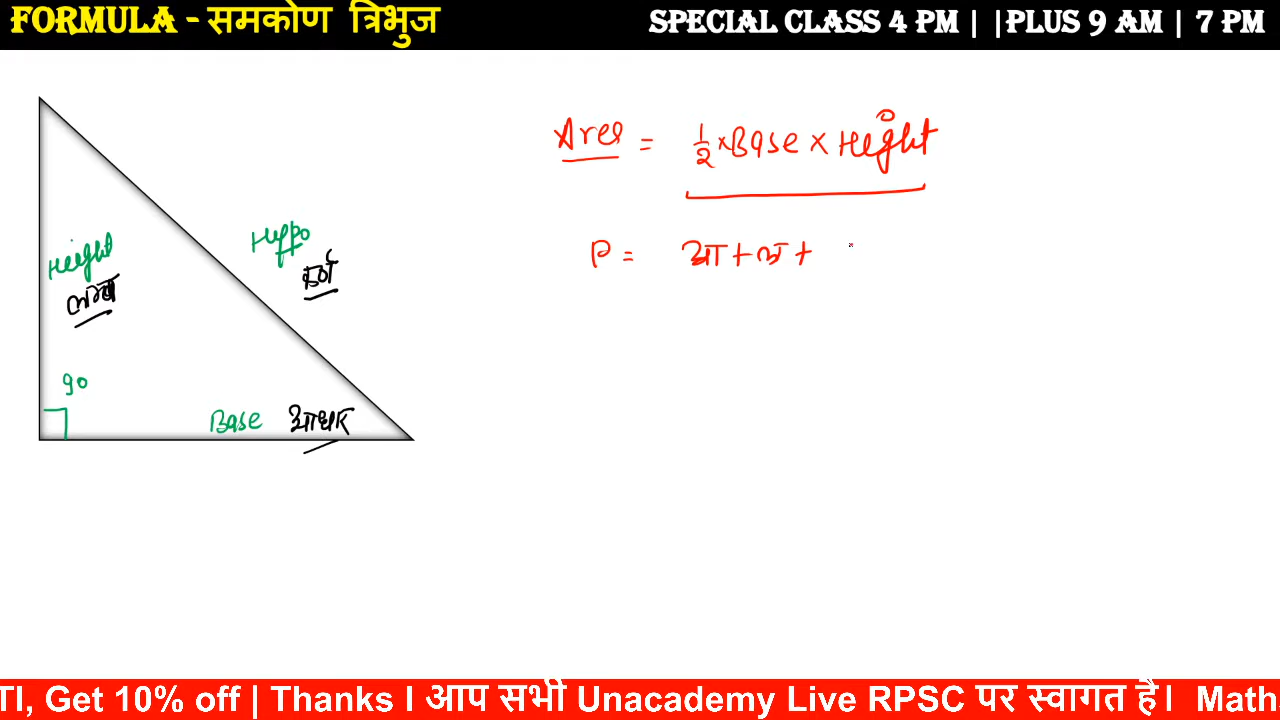 FORMULA - समकोण त्रिभुज
SPECIAL CLASS 4 PM | |PLUS 9 AM | 7 PM
Area = 1/2 × Base × Height
Hypo
कर्ण
Height
लम्ब
P = आ + ल +
90
Base आधार
TI, Get 10% off | Thanks I आप सभी Unacademy Live RPSC पर स्वागत है। Math